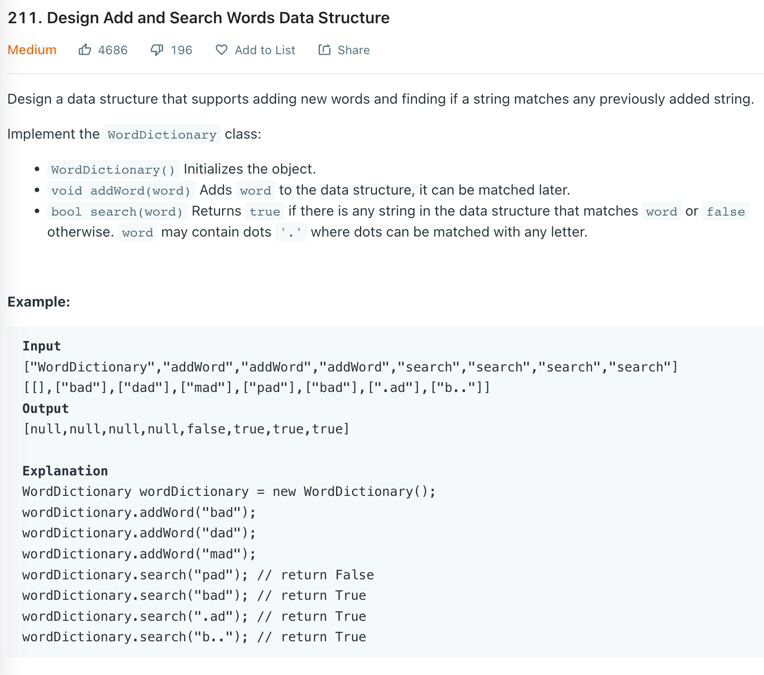 211. Design Add and Search Words Data Structure
Medium 4686 196 Add to List Share
Design a data structure that supports adding new words and finding if a string matches any previously added string.
Implement the WordDictionary class:
• WordDictionary() Initializes the object.
• void addWord(word) Adds word to the data structure, it can be matched later.
• bool search(word) Returns true if there is any string in the data structure that matches word or false
otherwise. word may contain dots '.' where dots can be matched with any letter.
Example:
Input
["WordDictionary","addWord","addWord","addWord","search","search","search","search"]
[[],["bad"],["dad"],["mad"],["pad"],["bad"],[".ad"],["b.."]]
Output
[null,null,null,null,false,true,true,true]
Explanation
WordDictionary wordDictionary = new WordDictionary();
wordDictionary.addWord("bad");
wordDictionary.addWord("dad");
wordDictionary.addWord("mad");
wordDictionary.search("pad"); // return False
wordDictionary.search("bad"); // return True
wordDictionary.search(".ad"); // return True
wordDictionary.search("b.."); // return True